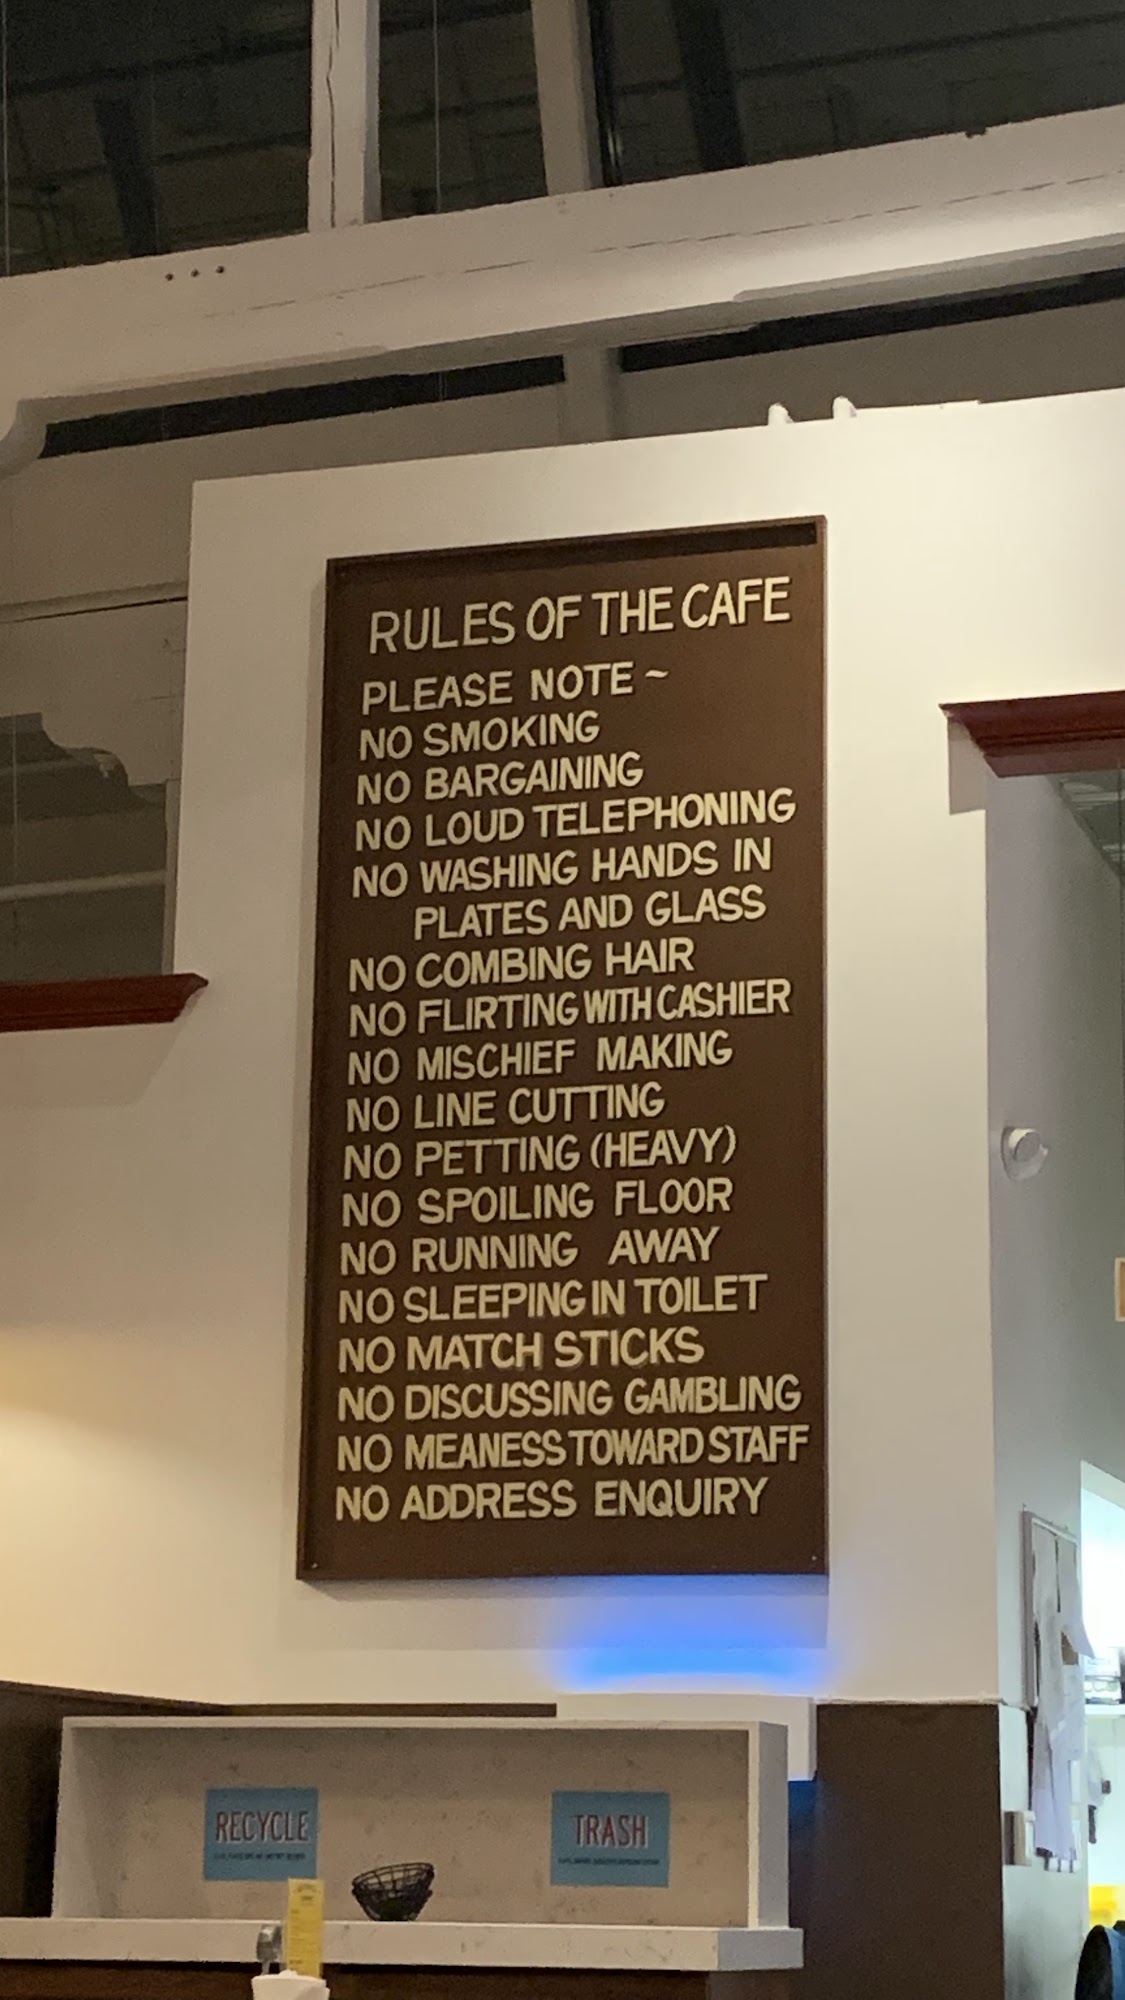 RULES OF THE CAFE
PLEASE NOTE ~
NO SMOKING
NO BARGAINING
NO LOUD TELEPHONING
NO WASHING HANDS IN
PLATES AND GLASS
NO COMBING HAIR
NO FLIRTING WITH CASHIER
NO MISCHIEF MAKING
NO LINE CUTTING
NO PETTING (HEAVY)
NO SPOILING FLOOR
NO RUNNING AWAY
NO SLEEPING IN TOILET
NO MATCH STICKS
NO DISCUSSING GAMBLING
NO MEANESS TOWARD STAFF
NO ADDRESS ENQUIRY
RECYCLE
TRASH